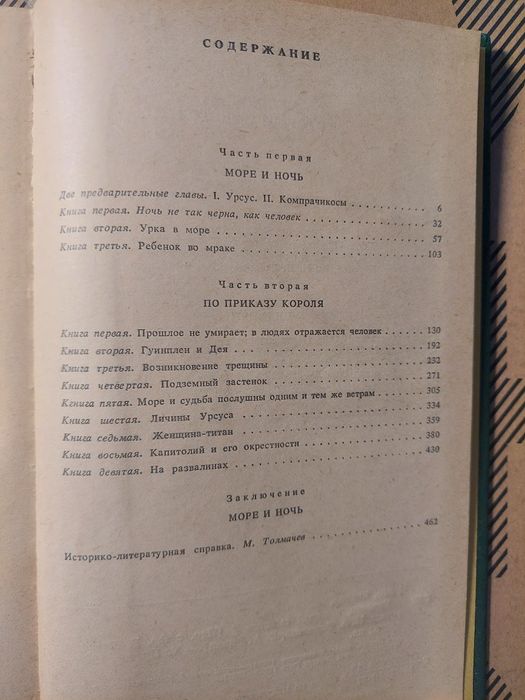 СОДЕРЖАНИЕ
Часть первая
МОРЕ И НОЧЬ
Две предварительные главы. I. Урсус. II. Компрачикосы . . . . . . . . . 6
Книга первая. Ночь не так черна, как человек . . . . . . . . . . . . . 32
Книга вторая. Урка в море . . . . . . . . . . . . . . . . . . . . . 57
Книга третья. Ребенок во мраке . . . . . . . . . . . . . . . . . . . 103
Часть вторая
ПО ПРИКАЗУ КОРОЛЯ
Книга первая. Прошлое не умирает; в людях отражается человек . . . . . . 130
Книга вторая. Гуинплен и Дея . . . . . . . . . . . . . . . . . . . . 192
Книга третья. Возникновение трещины . . . . . . . . . . . . . . . . . 252
Книга четвертая. Подземный застенок . . . . . . . . . . . . . . . . . 271
Кгнига пятая. Море и судьба послушны одним и тем же ветрам . . . . . . . 305
Книга шестая. Личины Урсуса . . . . . . . . . . . . . . . . . . . . 334
Книга седьмая. Женщина-титан . . . . . . . . . . . . . . . . . . . . 359
Книга восьмая. Капитолий и его окрестности . . . . . . . . . . . . . . 380
Книга девятая. На развалинах . . . . . . . . . . . . . . . . . . . . 430
Заключение
МОРЕ И НОЧЬ
Историко-литературная справка. М. Толмачев . . . . . . . . . . . . . . 462